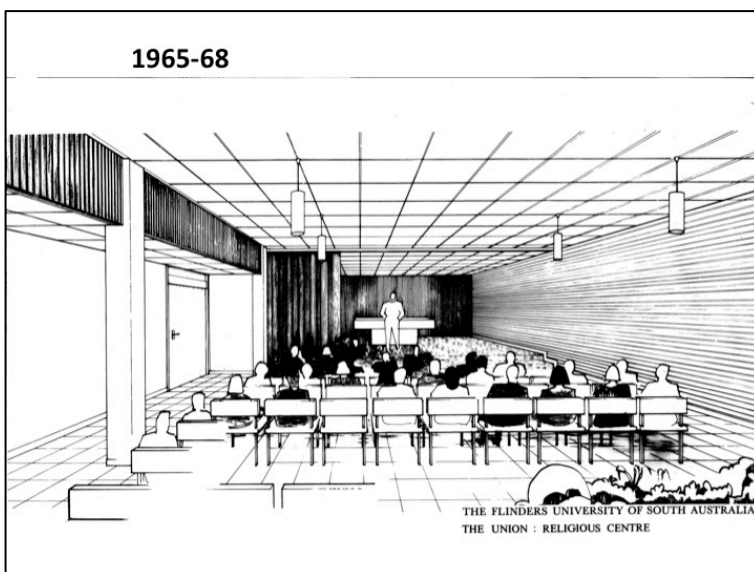 1965-68
THE FLINDERS UNIVERSITY OF SOUTH AUSTRALIA
THE UNION : RELIGIOUS CENTRE